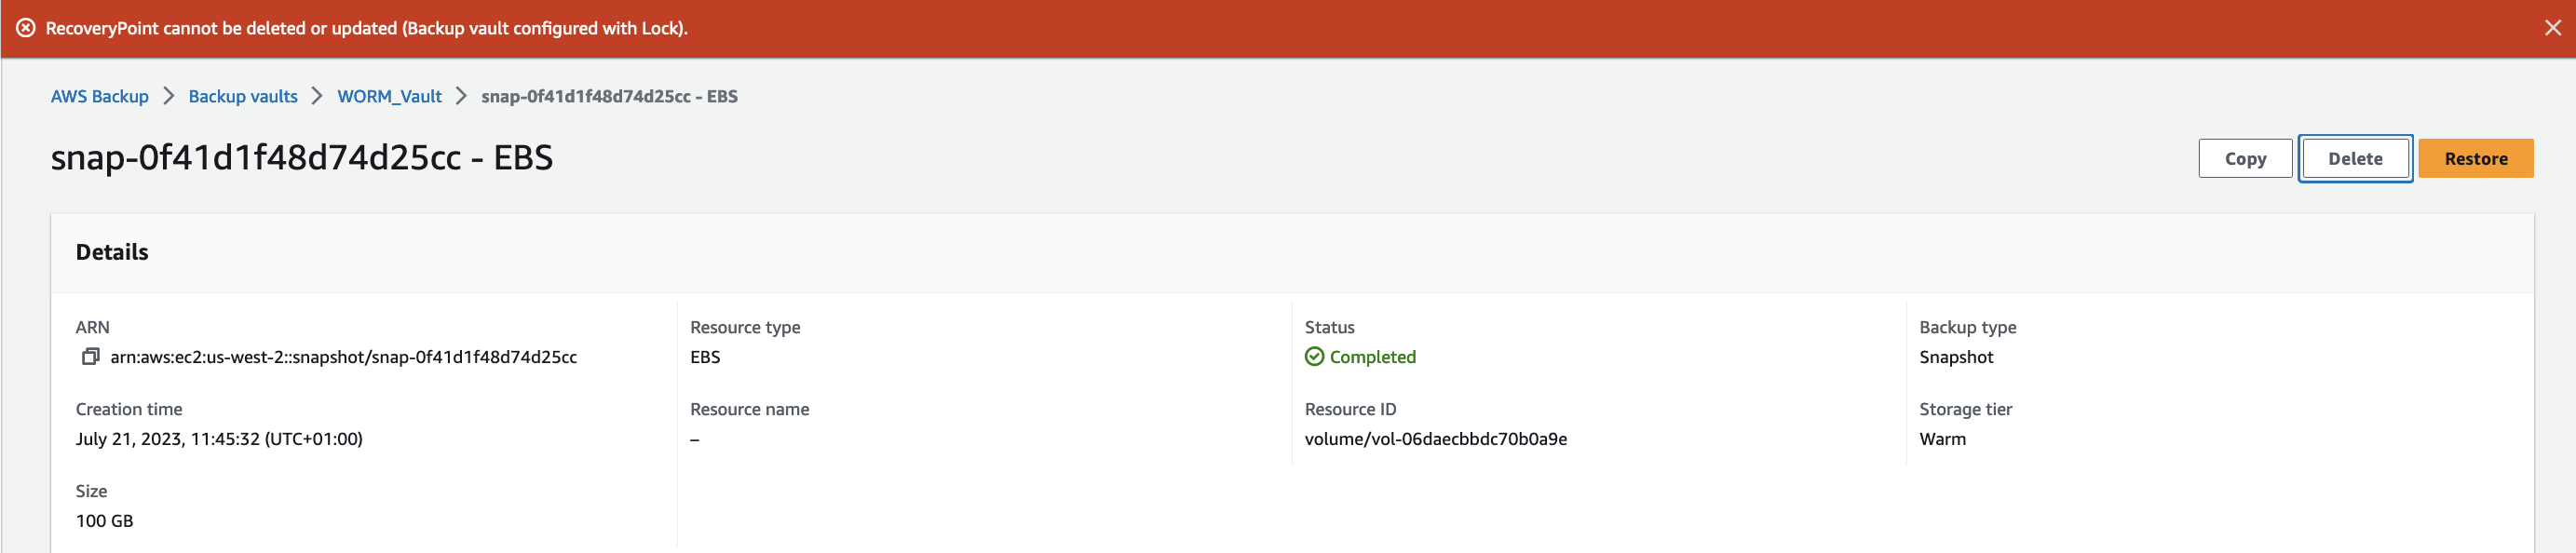 RecoveryPoint cannot be deleted or updated (Backup vault configured with Lock).
AWS Backup > Backup vaults > WORM_Vault > snap-0f41d1f48d74d25cc - EBS
snap-0f41d1f48d74d25cc - EBS
Copy Delete Restore
Details
ARN Resource type Status Backup type
arn:aws:ec2:us-west-2::snapshot/snap-0f41d1f48d74d25cc EBS Completed Snapshot
Creation time Resource name Resource ID Storage tier
July 21, 2023, 11:45:32 (UTC+01:00) – volume/vol-06daecbbdc70b0a9e Warm
Size
100 GB